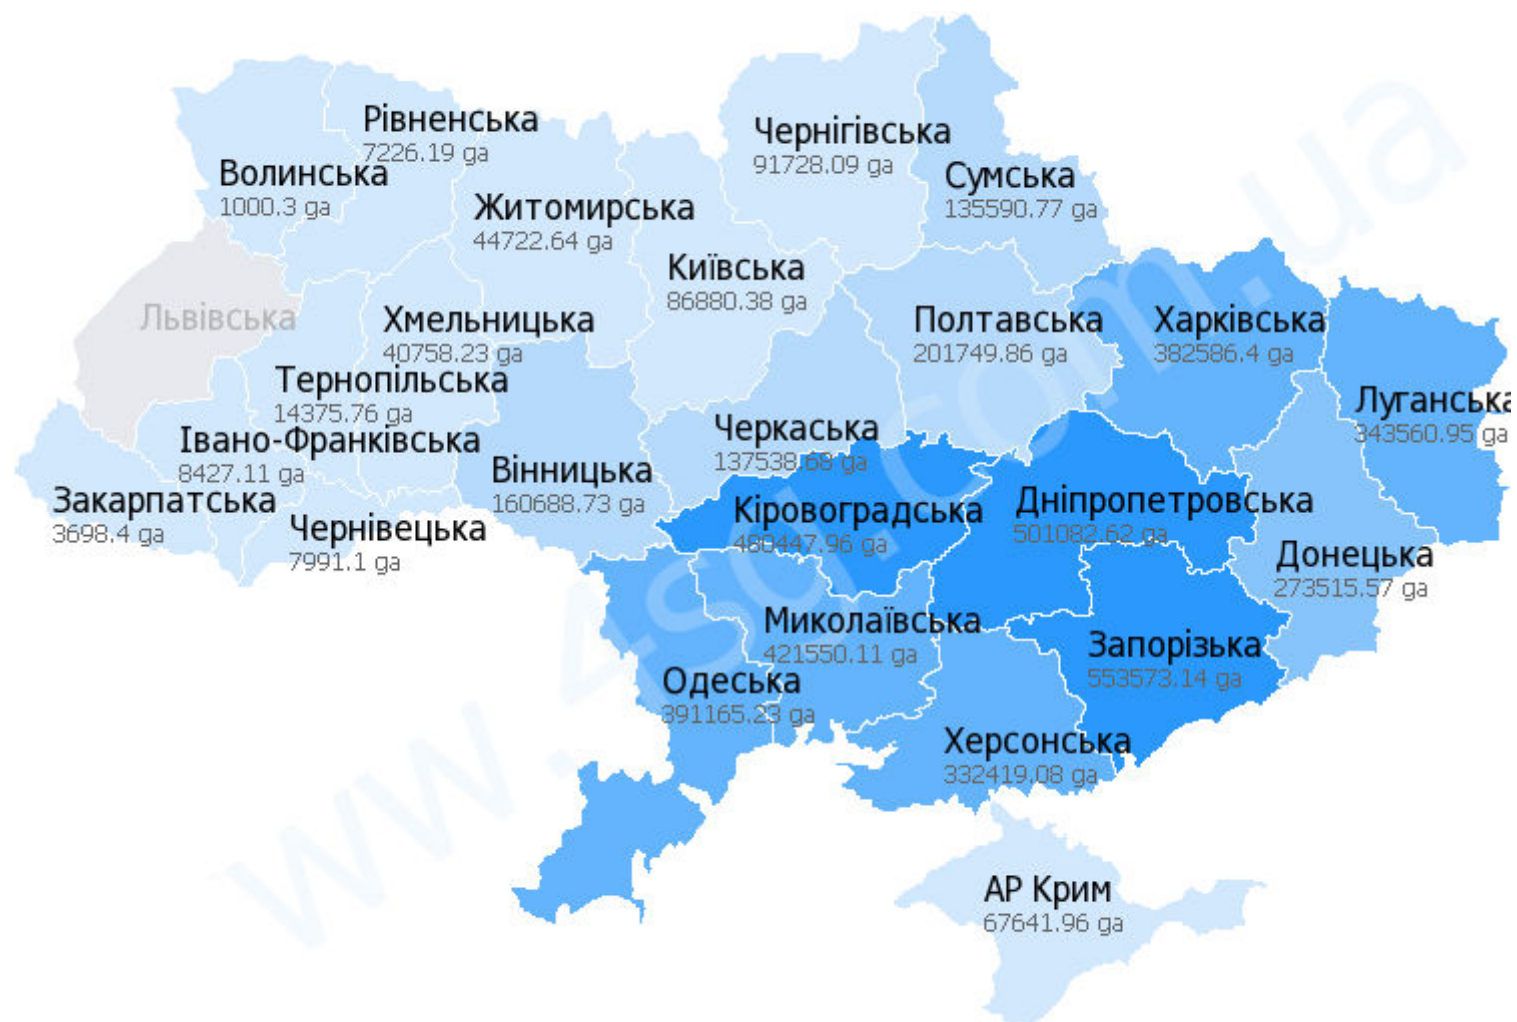 Рівненська
7226.19 ga
Волинська
1000.3 ga
Чернігівська
91728.09 ga
Сумська
135590.77 ga
Житомирська
44722.64 ga
Київська
86880.38 ga
Львівська
Хмельницька
40758.23 ga
Полтавська
201749.86 ga
Харківська
382586.4 ga
Тернопільська
14375.76 ga
Луганська
343560.95 ga
Івано-Франківська
8427.11 ga
Черкаська
137538.68 ga
Вінницька
160688.73 ga
Закарпатська
3698.4 ga
Чернівецька
7991.1 ga
Кіровоградська
480447.96 ga
Дніпропетровська
501082.62 ga
Донецька
273515.57 ga
Миколаївська
421550.11 ga
Запорізька
553573.14 ga
Одеська
391165.23 ga
Херсонська
332419.08 ga
АР Крим
67641.96 ga